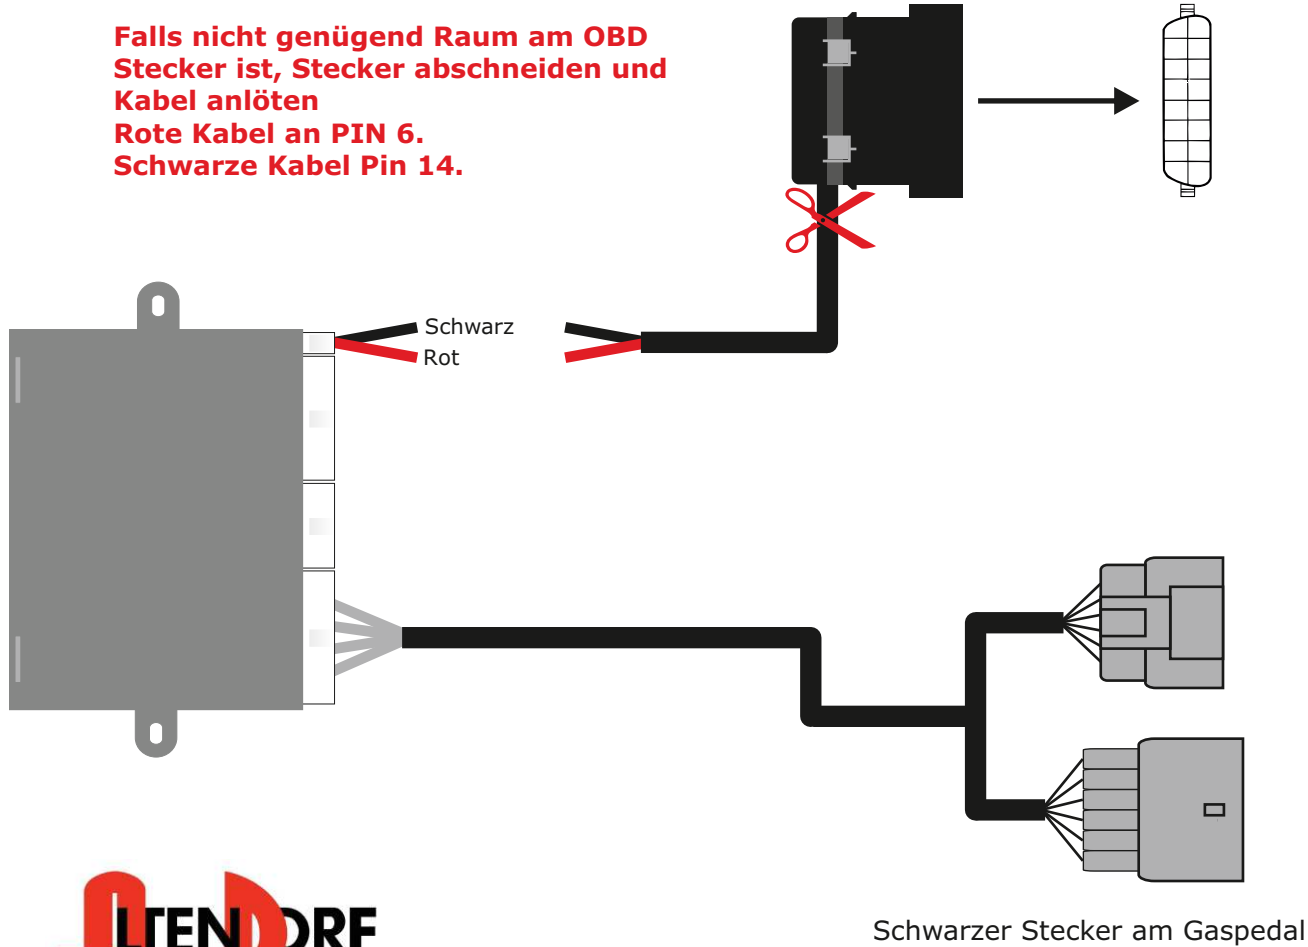 Falls nicht genügend Raum am OBD
Stecker ist, Stecker abschneiden und
Kabel anlöten
Rote Kabel an PIN 6.
Schwarze Kabel Pin 14.
Schwarz
Rot
ALTENDORF
Schwarzer Stecker am Gaspedal